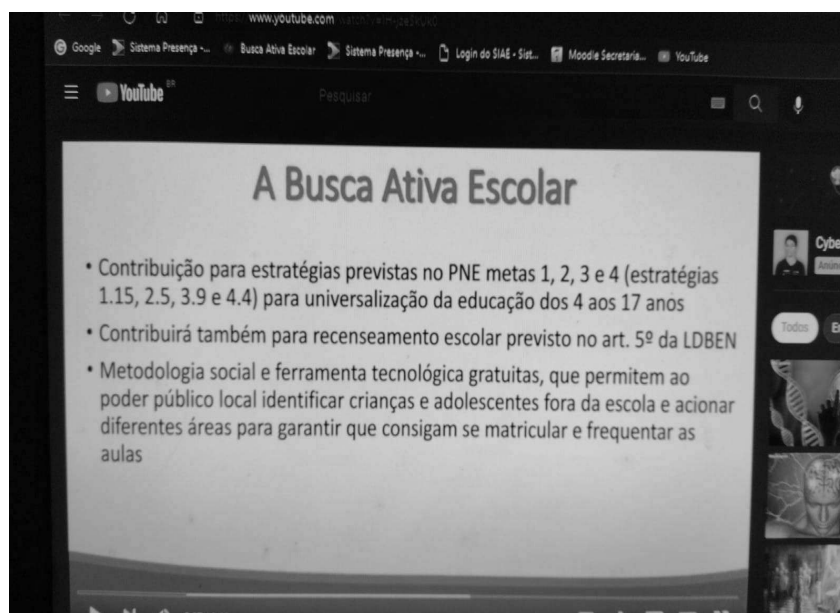 www.youtube.com
Google Sistema Presença -... Busca Ativa Escolar Sistema Presença -... Login do SIAE - Sist... Moodle Secretaria... YouTube
YouTube BR
Pesquisar
A Busca Ativa Escolar
• Contribuição para estratégias previstas no PNE metas 1, 2, 3 e 4 (estratégias
1.15, 2.5, 3.9 e 4.4) para universalização da educação dos 4 aos 17 anos
• Contribuirá também para recenseamento escolar previsto no art. 5º da LDBEN
• Metodologia social e ferramenta tecnológica gratuitas, que permitem ao
poder público local identificar crianças e adolescentes fora da escola e acionar
diferentes áreas para garantir que consigam se matricular e frequentar as
aulas
Cybe
Anún
Todos